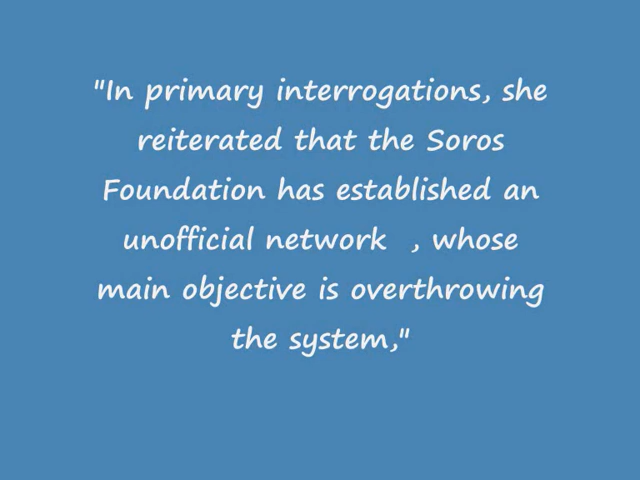 "In primary interrogations, she
reiterated that the Soros
Foundation has established an
unofficial network , whose
main objective is overthrowing
the system,"